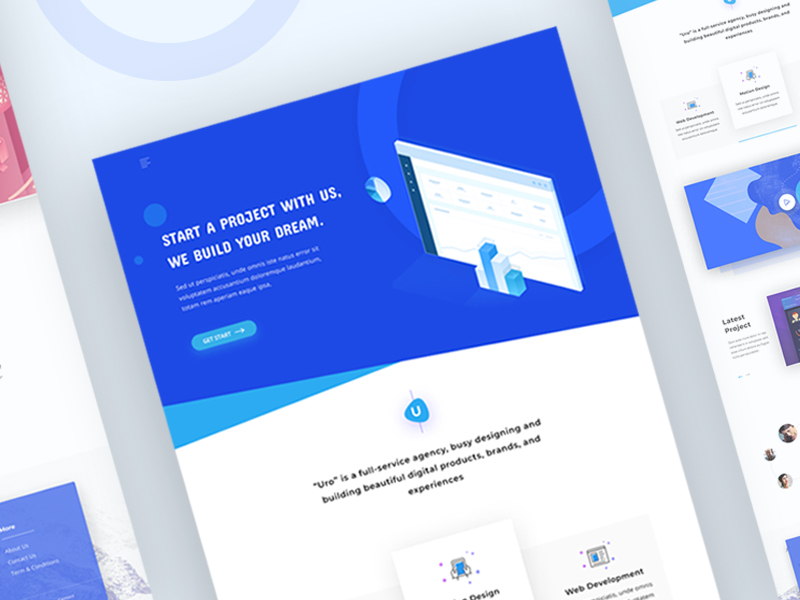 START A PROJECT WITH US,
WE BUILD YOUR DREAM.
Sed ut perspiciatis, unde omnis iste natus error sit
voluptatem accusantium doloremque laudantium,
totam rem aperiam eaque ipsa.
GET START
U
"Uro" is a full-service agency, busy designing and
building beautiful digital products, brands, and
experiences
Design
Web Development
perspiciatis, unde omnis
More
About Us
Contact Us
Term & Conditions
"Uro" is a full-service agency, busy designing and
building beautiful digital products, brands, and
experiences
Web Development
Motion Design
Latest
Project